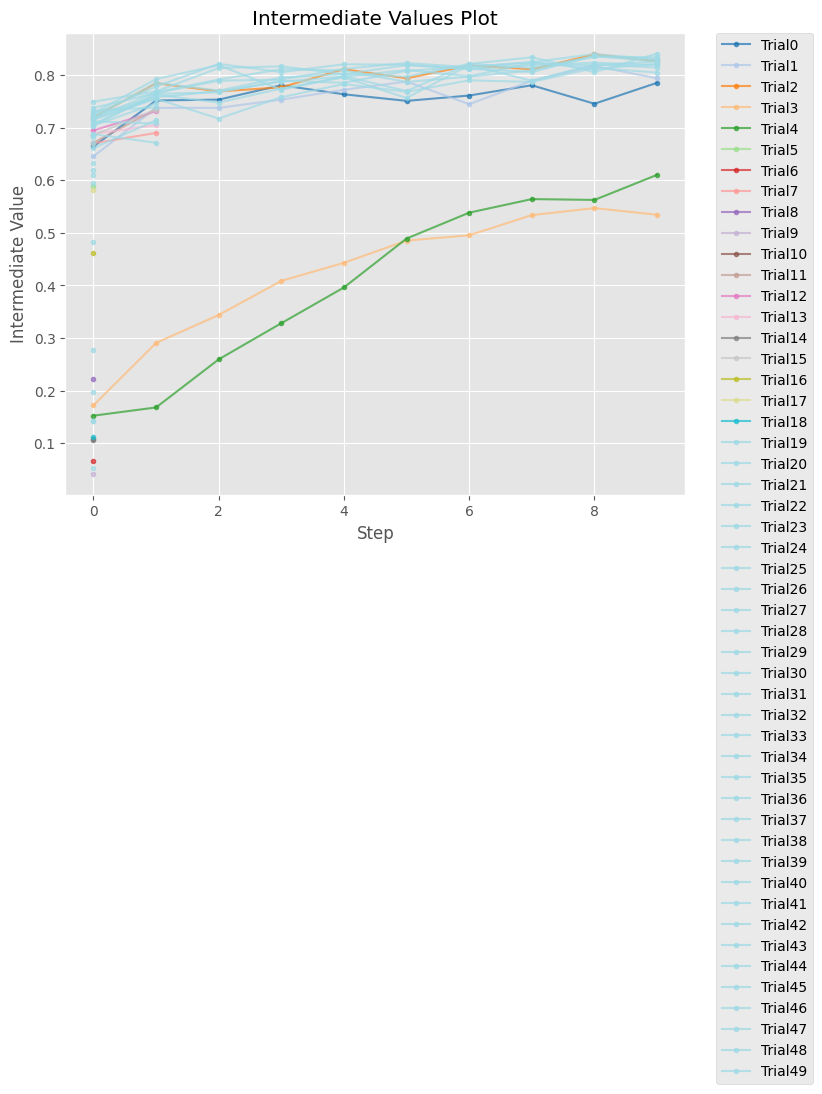 Intermediate Values Plot
Intermediate Value
0.8
0.7
0.6
0.5
0.4
0.3
0.2
0.1
0
2
4
6
8
Step
Trial0
Trial1
Trial2
Trial3
Trial4
Trial5
Trial6
Trial7
Trial8
Trial9
Trial10
Trial11
Trial12
Trial13
Trial14
Trial15
Trial16
Trial17
Trial18
Trial19
Trial20
Trial21
Trial22
Trial23
Trial24
Trial25
Trial26
Trial27
Trial28
Trial29
Trial30
Trial31
Trial32
Trial33
Trial34
Trial35
Trial36
Trial37
Trial38
Trial39
Trial40
Trial41
Trial42
Trial43
Trial44
Trial45
Trial46
Trial47
Trial48
Trial49